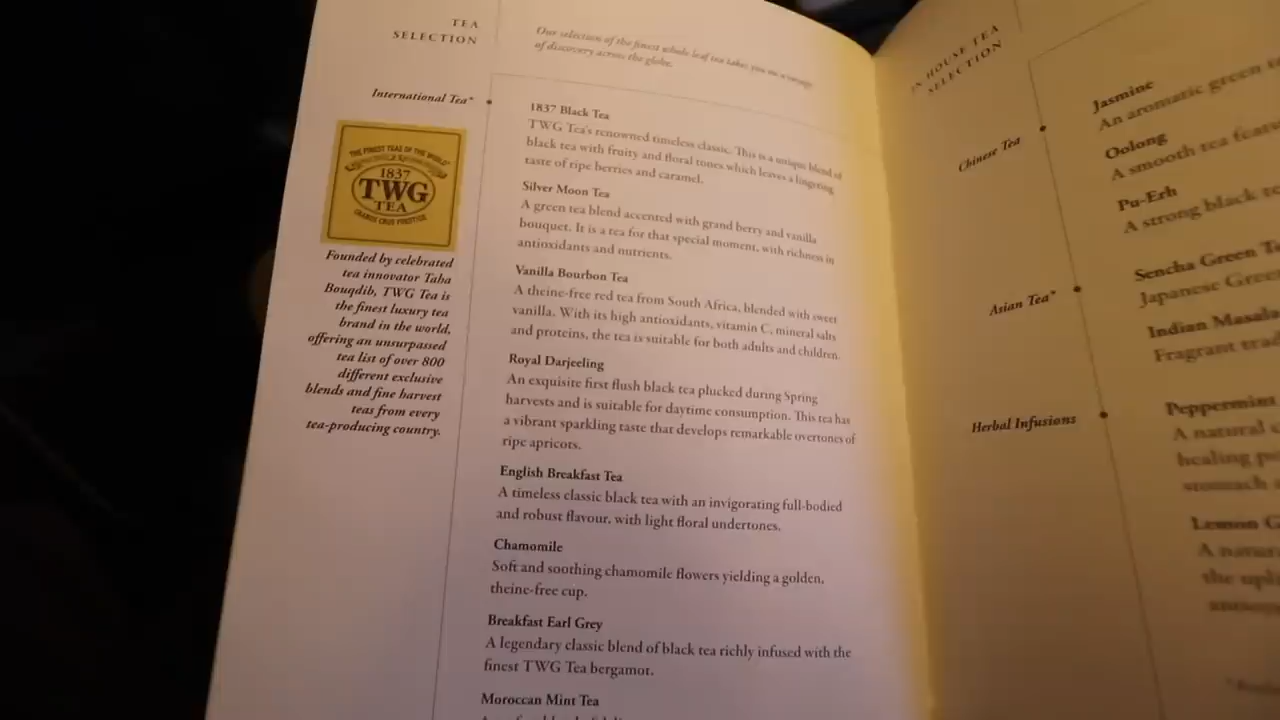 TEA
SELECTION
Our selection of the finest whole leaf tea takes you on a voyage
of discovery across the globe.
International Tea*
THE FINEST TEAS OF THE WORLD
1837
TWG
TEA
Founded by celebrated
tea innovator Taha
Bouqdib, TWG Tea is
the finest luxury tea
brand in the world,
offering an unsurpassed
tea list of over 800
different exclusive
blends and fine harvest
teas from every
tea-producing country.
1837 Black Tea
TWG Tea's renowned timeless classic. This is a unique blend of
black tea with fruity and floral tones which leaves a lingering
taste of ripe berries and caramel.
Silver Moon Tea
A green tea blend accented with grand berry and vanilla
bouquet. It is a tea for that special moment, with richness in
antioxidants and nutrients.
Vanilla Bourbon Tea
A theine-free red tea from South Africa, blended with sweet
vanilla. With its high antioxidants, vitamin C, mineral salts
and proteins, the tea is suitable for both adults and children.
Royal Darjeeling
An exquisite first flush black tea plucked during Spring
harvests and is suitable for daytime consumption. This tea has
a vibrant sparkling taste that develops remarkable overtones of
ripe apricots.
English Breakfast Tea
A timeless classic black tea with an invigorating full-bodied
and robust flavour, with light floral undertones.
Chamomile
Soft and soothing chamomile flowers yielding a golden,
theine-free cup.
Breakfast Earl Grey
A legendary classic blend of black tea richly infused with the
finest TWG Tea bergamot.
Moroccan Mint Tea
IN HOUSE TEA
SELECTION
Chinese Tea
Jasmine
An aromatic green
Oolong
A smooth tea
Pu-Erh
A strong black
Asian Tea*
Sencha Green
Japanese
Indian Masala
Fragrant
Herbal Infusions
Peppermint
A natural
healing
stomach
Lemon
A
the